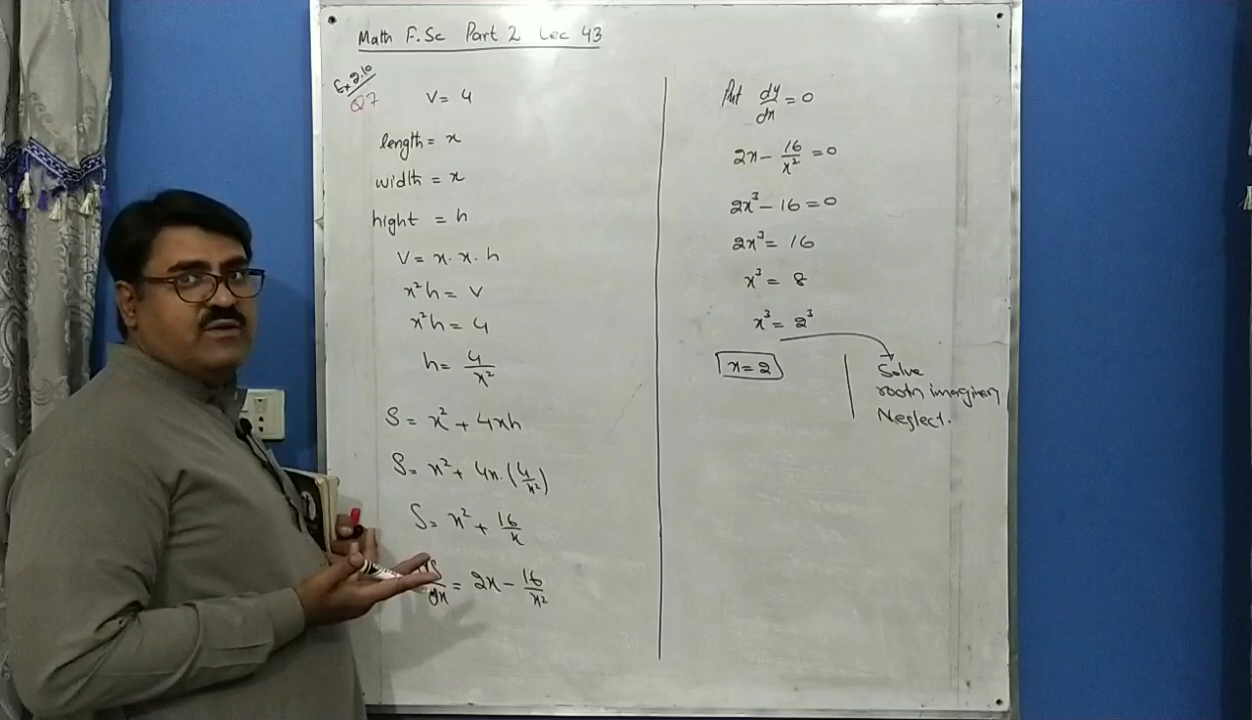 Math F.Sc Part 2 Lec 43
Ex 2.10
Q7
V = 4
length = x
width = x
hight = h
V = x. x. h
x²h = V
x²h = 4
h = 4/x²
S = x² + 4xh
S = x² + 4x.(4/x²)
S = x² + 16/x
dS/dx = 2x - 16/x²
Put dy/dx = 0
2x - 16/x² = 0
2x³ - 16 = 0
2x³ = 16
x³ = 8
x³ = 2³
x = 2
Solve
Neglect.